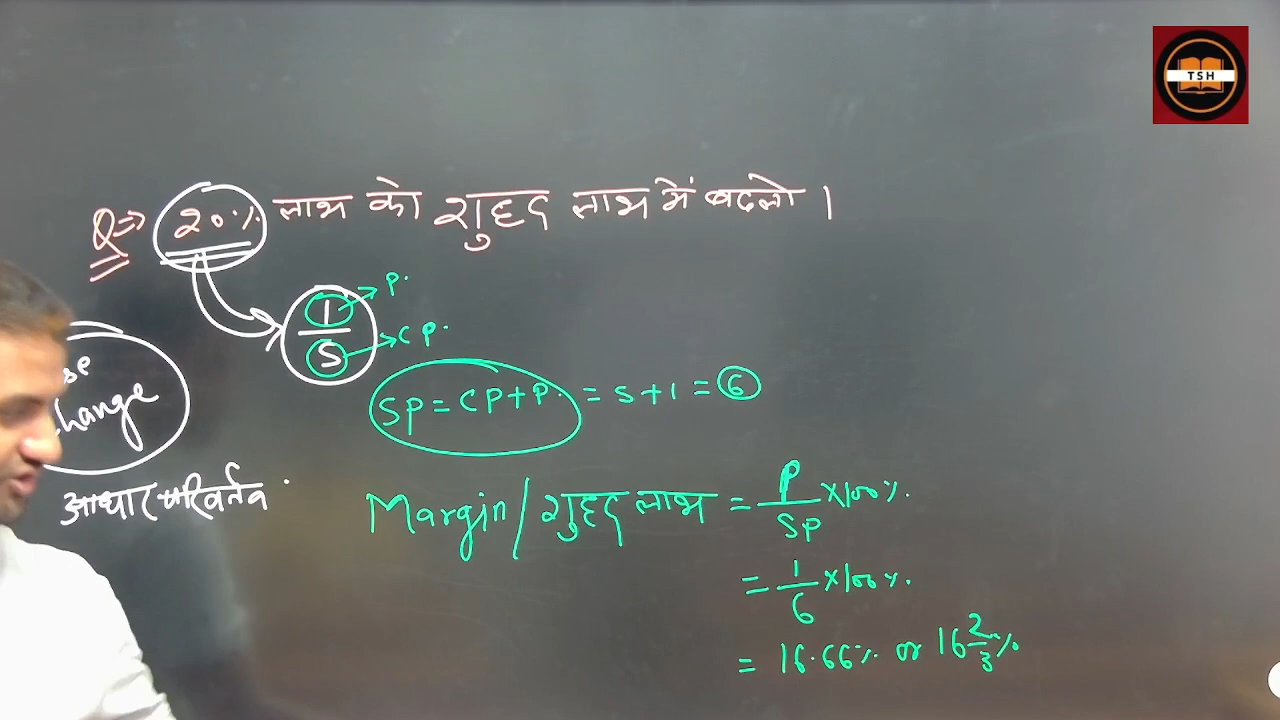 TSH
Q⇒ 20% लाभ को शुद्द लाभ में बदलो।
1 → P.
5 → CP.
SP = CP + P. = 5 + 1 = 6
hange
आधार परिवर्तन.
Margin / शुद्द लाभ = P/SP × 100%.
= 1/6 × 100%.
= 16.66% or 16 2/3 %